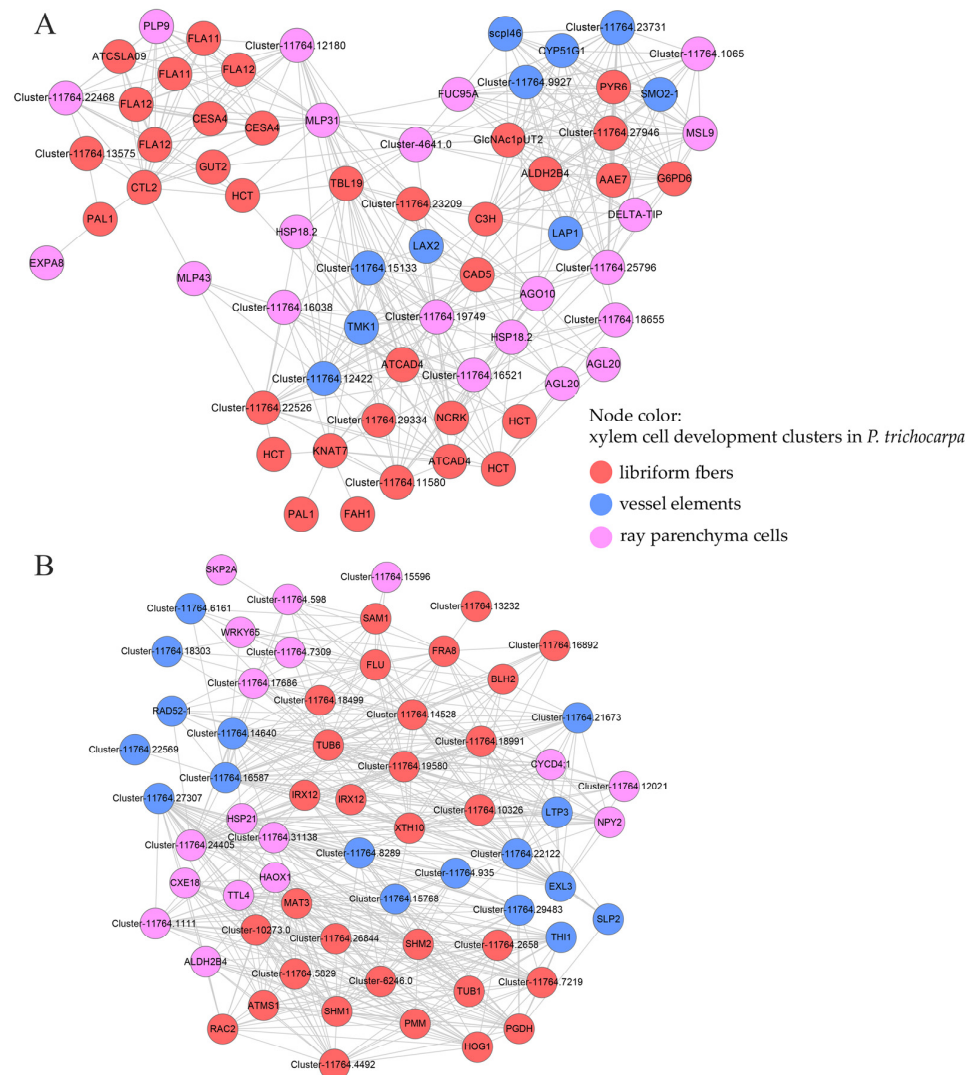 A
PLP9
FLA11
Cluster-11764.12180
scpl46
Cluster-11764.23731
CYP51G1
ATCSLA09
FLA12
FLA11
Cluster-11764.1065
Cluster-11764.9927
Cluster-11764.22468
FLA12
FUC95A
PYR6
SMO2-1
CESA4
CESA4
MLP31
FLA12
Cluster-4641.0
GlcNAc1pUT2
Cluster-11764.27946
MSL9
Cluster-11764.13575
GUT2
ALDH2B4
AAE7
G6PD6
CTL2
HCT
TBL19
Cluster-11764.23209
PAL1
C3H
DELTA-TIP
HSP18.2
LAX2
LAP1
EXPA8
MLP43
Cluster-11764.15133
CAD5
Cluster-11764.25796
AGO10
Cluster-11764.16038
Cluster-11764.19749
Cluster-11764.18655
TMK1
HSP18.2
ATCAD4
AGL20
Cluster-11764.12422
Cluster-11764.16521
AGL20
Cluster-11764.22526
Cluster-11764.29334
NCRK
HCT
HCT
KNAT7
ATCAD4
HCT
Cluster-11764.11580
PAL1
FAH1
Node color:
xylem cell development clusters in P. trichocarpa
libriform fbers
vessel elements
ray parenchyma cells
B
SKP2A
Cluster-11764.15596
Cluster-11764.598
Cluster-11764.6161
Cluster-11764.13232
SAM1
WRKY65
Cluster-11764.18303
Cluster-11764.7309
FRA8
Cluster-11764.16892
FLU
Cluster-11764.17686
BLH2
Cluster-11764.18499
RAD52-1
Cluster-11764.14528
Cluster-11764.21673
Cluster-11764.14640
Cluster-11764.22569
TUB6
Cluster-11764.18991
Cluster-11764.19580
CYCD4;1
Cluster-11764.16587
Cluster-11764.12021
Cluster-11764.27307
IRX12
IRX12
Cluster-11764.10326
LTP3
HSP21
XTH10
NPY2
Cluster-11764.31138
Cluster-11764.24405
Cluster-11764.8289
Cluster-11764.22122
HAOX1
Cluster-11764.935
CXE18
TTL4
EXL3
MAT3
Cluster-11764.15768
Cluster-11764.29483
SLP2
Cluster-11764.1111
Cluster-10273.0
Cluster-11764.26844
THI1
SHM2
Cluster-11764.2658
ALDH2B4
Cluster-11764.5829
Cluster-6246.0
Cluster-11764.7219
TUB1
ATMS1
SHM1
PMM
RAC2
PGDH
HOG1
Cluster-11764.4492